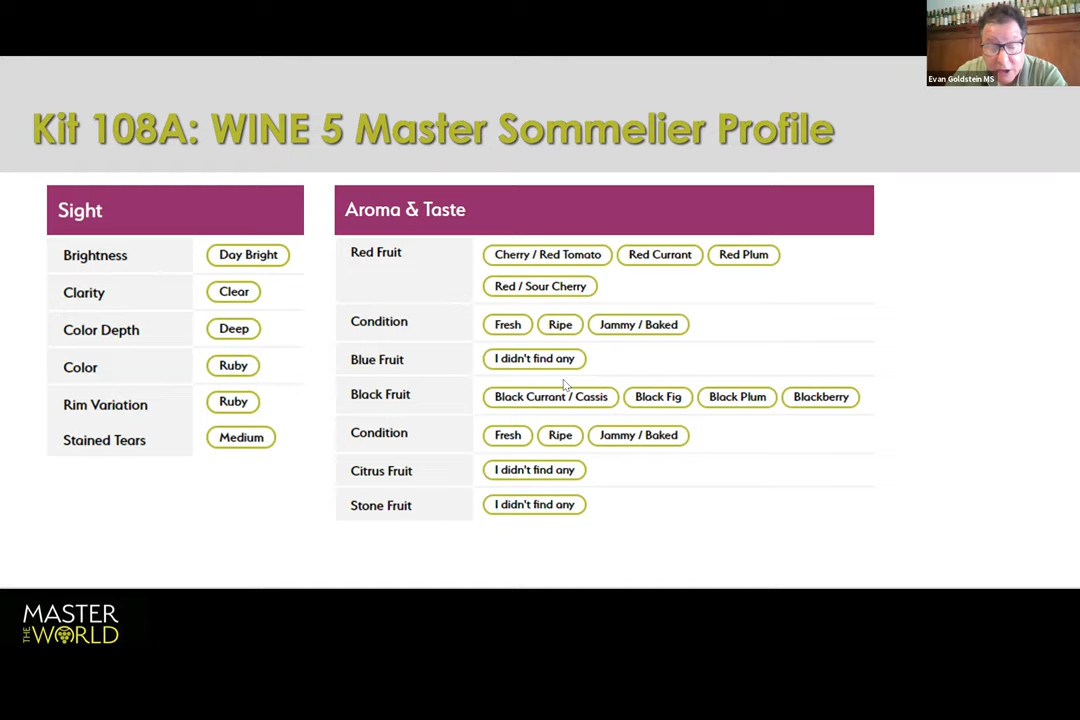 Evan Goldstein MS
Kit 108A: WINE 5 Master Sommelier Profile
Sight
Brightness Day Bright
Clarity Clear
Color Depth Deep
Color Ruby
Rim Variation Ruby
Stained Tears Medium
Aroma & Taste
Red Fruit Cherry / Red Tomato Red Currant Red Plum
Red / Sour Cherry
Condition Fresh Ripe Jammy / Baked
Blue Fruit I didn't find any
Black Fruit Black Currant / Cassis Black Fig Black Plum Blackberry
Condition Fresh Ripe Jammy / Baked
Citrus Fruit I didn't find any
Stone Fruit I didn't find any
MASTER
THE WORLD